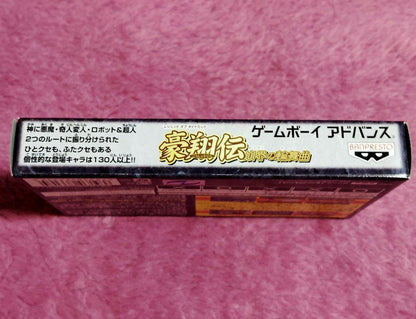 神に悪魔・奇人変人・ロボット&超人
2つのルートに振り分けられた
ひとクセも、ふたクセもある
個性的な登場キャラは130人以上!!
豪翔伝
ゲームボーイ アドバンス
BANPRESTO